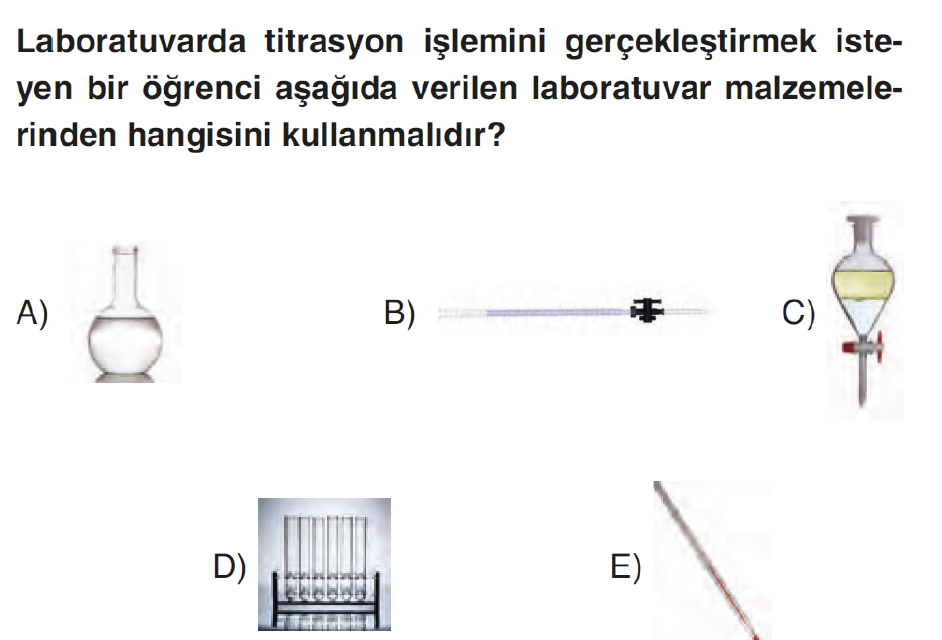 Laboratuvarda titrasyon işlemini gerçekleştirmek iste-
yen bir öğrenci aşağıda verilen laboratuvar malzemele-
rinden hangisini kullanmalıdır?
A)
B)
C)
D)
E)